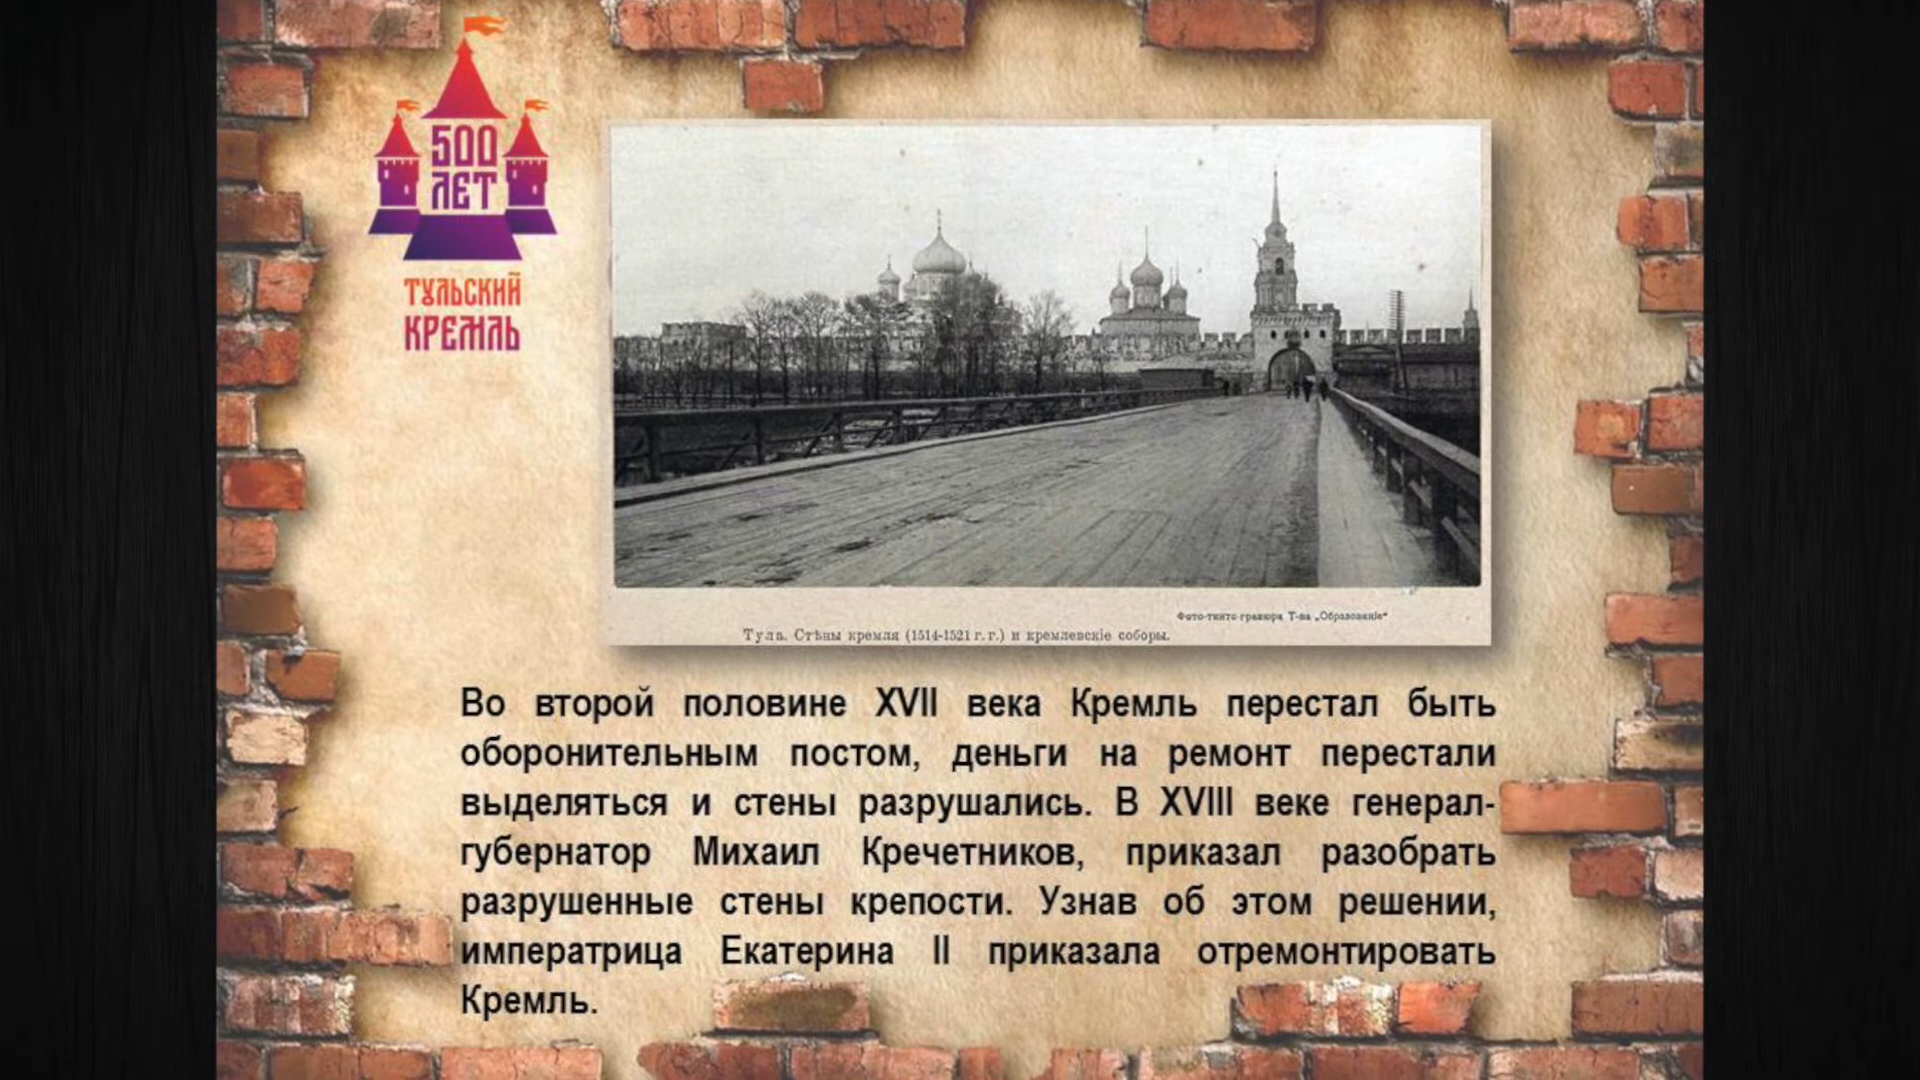 500
ЛЕТ
ТУЛЬСКИЙ
КРЕМЛЬ
Фото-тинто-гравюра Т-ва „Образованіе“
Тула. Стѣны кремля (1514-1521 г. г.) и кремлевскіе соборы.
Во второй половине XVII века Кремль перестал быть
оборонительным постом, деньги на ремонт перестали
выделяться и стены разрушались. В XVIII веке генерал-
губернатор Михаил Кречетников, приказал разобрать
разрушенные стены крепости. Узнав об этом решении,
императрица Екатерина II приказала отремонтировать
Кремль.